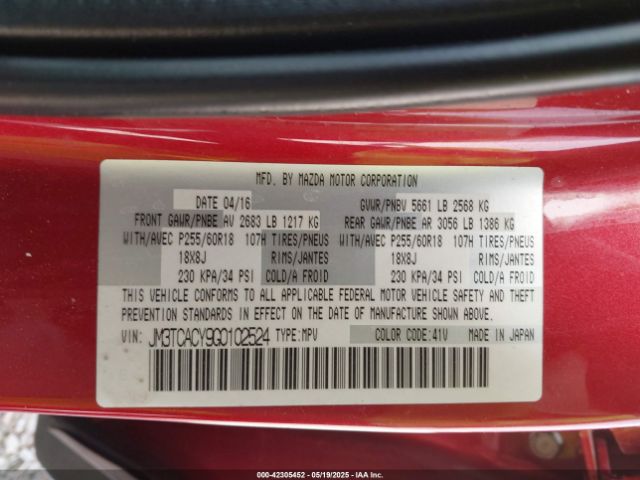 MFD. BY MAZDA MOTOR CORPORATION
DATE 04/16 GVWR/PNBV 5661 LB 2568 KG
FRONT GAWR/PNBE AV 2683 LB 1217 KG REAR GAWR/PNBE AR 3056 LB 1386 KG
WITH/AVEC P255/60R18 107H TIRES/PNEUS WITH/AVEC P255/60R18 107H TIRES/PNEUS
18X8J RIMS/JANTES 18X8J RIMS/JANTES
230 KPA/34 PSI COLD/A FROID 230 KPA/34 PSI COLD/A FROID
THIS VEHICLE CONFORMS TO ALL APPLICABLE FEDERAL MOTOR VEHICLE SAFETY AND THEFT
PREVENTION STANDARDS IN EFFECT ON THE DATE OF MANUFACTURE SHOWN ABOVE.
VIN: JM3TCACY9G0102524 TYPE:MPV COLOR CODE:41V MADE IN JAPAN
000-42305452 - 05/19/2025 - IAAI.COM